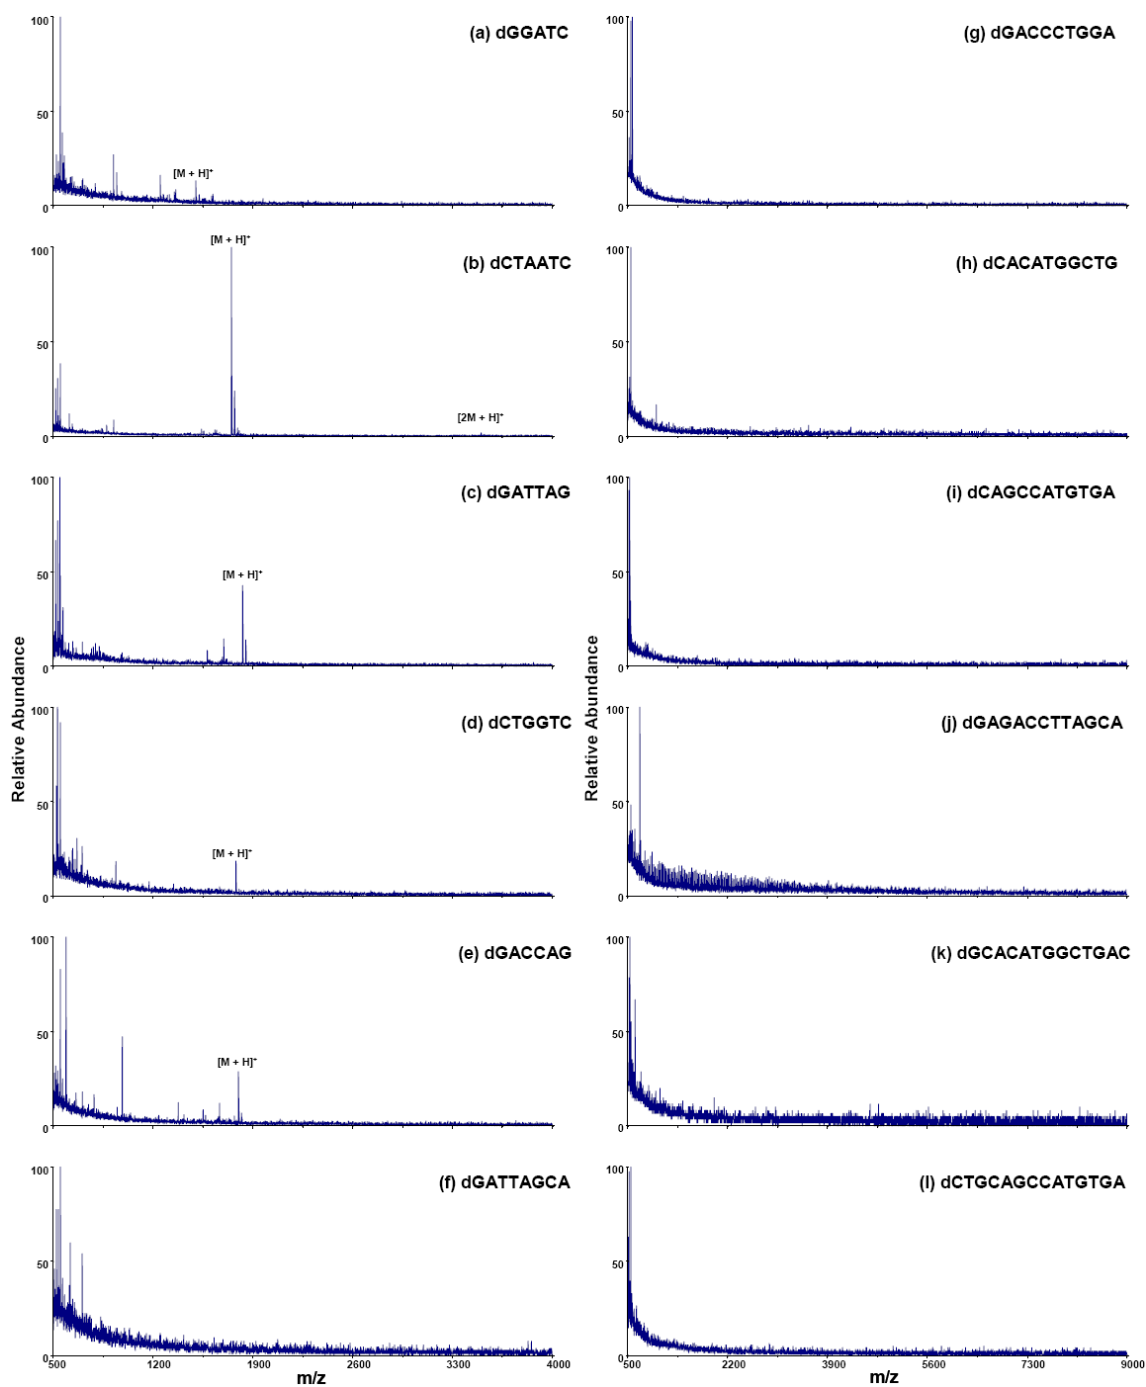 (a) dGGATC
100
50
0
[M + H]⁺
(b) dCTAATC
100
50
0
[M + H]⁺
[2M + H]⁺
(c) dGATTAG
100
50
0
[M + H]⁺
(d) dCTGGTC
100
50
0
[M + H]⁺
(e) dGACCAG
100
50
0
[M + H]⁺
(f) dGATTAGCA
100
50
0
500 1200 1900 2600 3300 4000
m/z
Relative Abundance
(g) dGACCCTGGA
100
50
0
(h) dCACATGGCTG
100
50
0
(i) dCAGCCATGTGA
100
50
0
(j) dGAGACCTTAGCA
100
50
0
(k) dGCACATGGCTGAC
100
50
0
(l) dCTGCAGCCATGTGA
100
50
0
500 2200 3900 5600 7300 9000
m/z
Relative Abundance